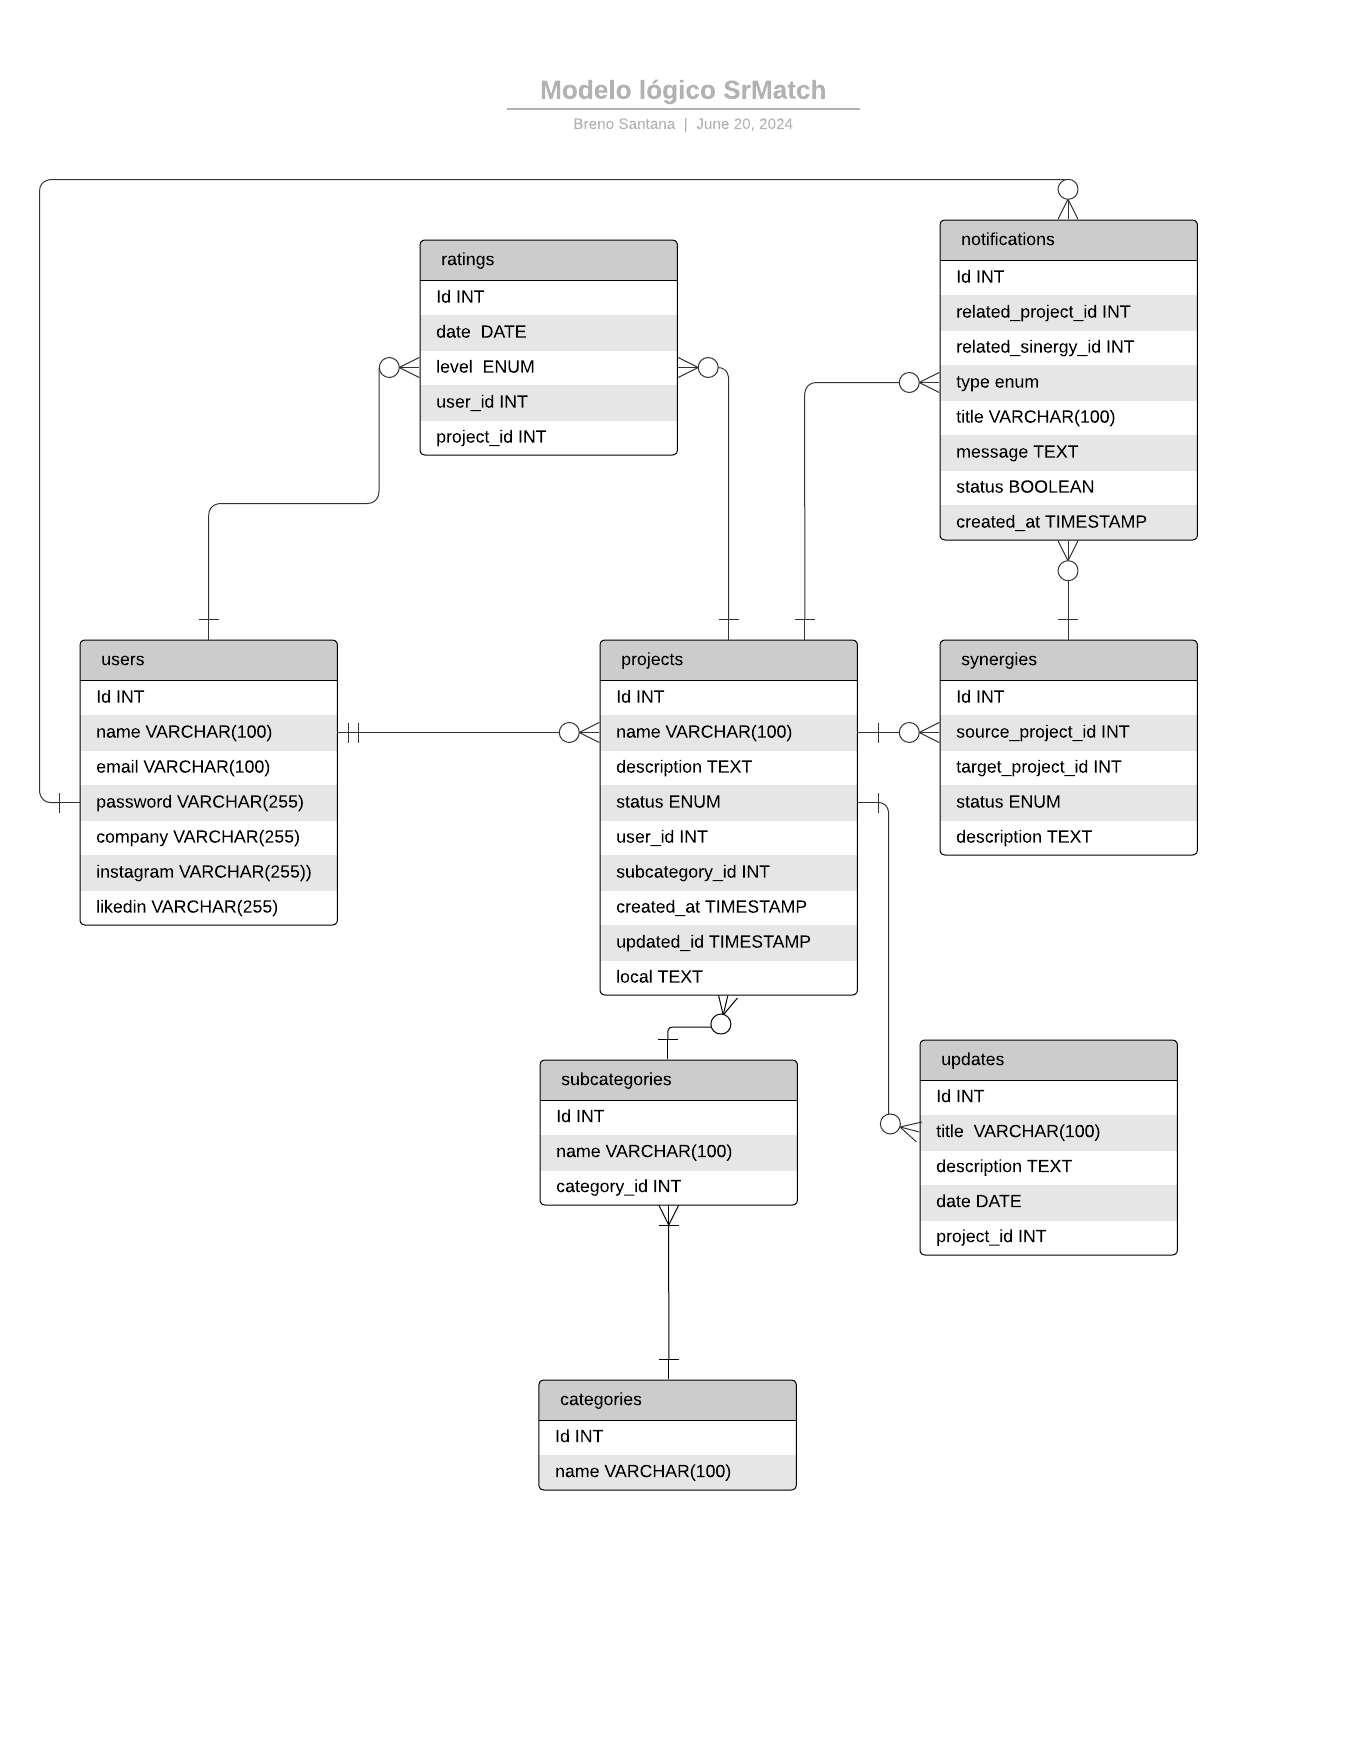 Modelo lógico SrMatch
Breno Santana | June 20, 2024
ratings
Id INT
date DATE
level ENUM
user_id INT
project_id INT
notifications
Id INT
related_project_id INT
related_sinergy_id INT
type enum
title VARCHAR(100)
message TEXT
status BOOLEAN
created_at TIMESTAMP
users
Id INT
name VARCHAR(100)
email VARCHAR(100)
password VARCHAR(255)
company VARCHAR(255)
instagram VARCHAR(255))
likedin VARCHAR(255)
projects
Id INT
name VARCHAR(100)
description TEXT
status ENUM
user_id INT
subcategory_id INT
created_at TIMESTAMP
updated_id TIMESTAMP
local TEXT
synergies
Id INT
source_project_id INT
target_project_id INT
status ENUM
description TEXT
subcategories
Id INT
name VARCHAR(100)
category_id INT
updates
Id INT
title VARCHAR(100)
description TEXT
date DATE
project_id INT
categories
Id INT
name VARCHAR(100)